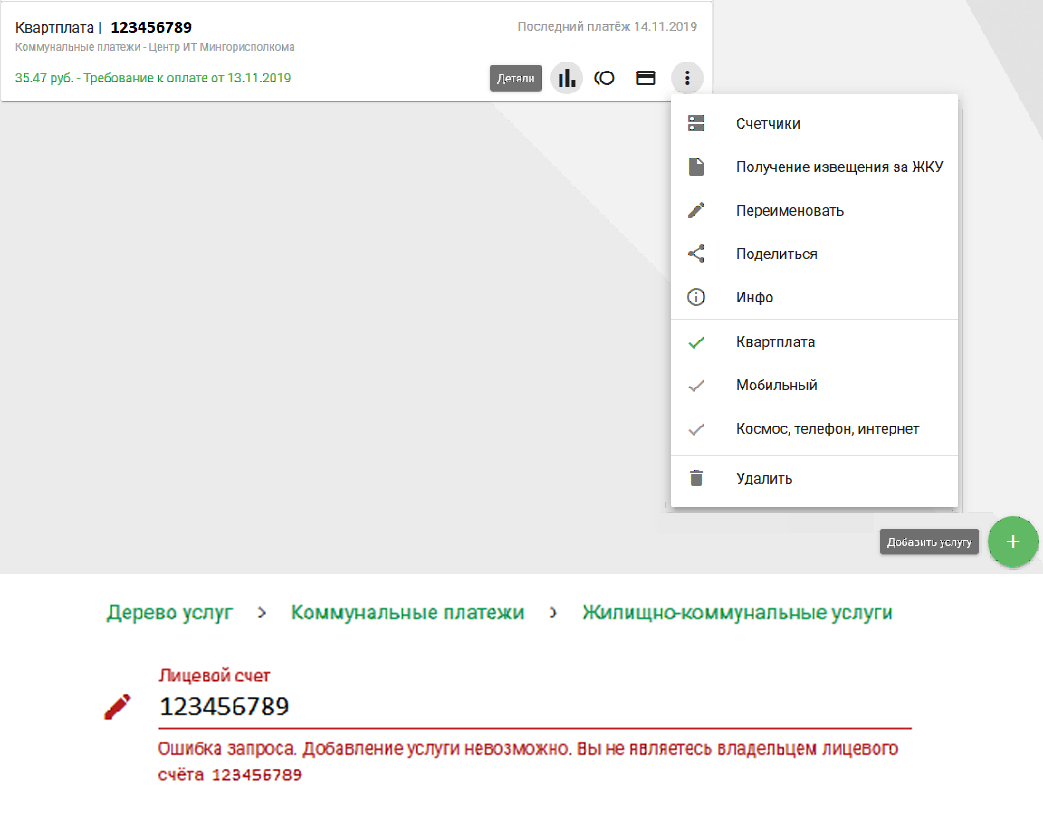 Квартплата | 123456789
Последний платёж 14.11.2019
Коммунальные платежи - Центр ИТ Мингорисполкома
35.47 руб. - Требование к оплате от 13.11.2019
Детали
Счетчики
Получение извещения за ЖКУ
Переименовать
Поделиться
Инфо
Квартплата
Мобильный
Космос, телефон, интернет
Удалить
Добавить услугу
Дерево услуг > Коммунальные платежи > Жилищно-коммунальные услуги
Лицевой счет
123456789
Ошибка запроса. Добавление услуги невозможно. Вы не являетесь владельцем лицевого
счёта 123456789